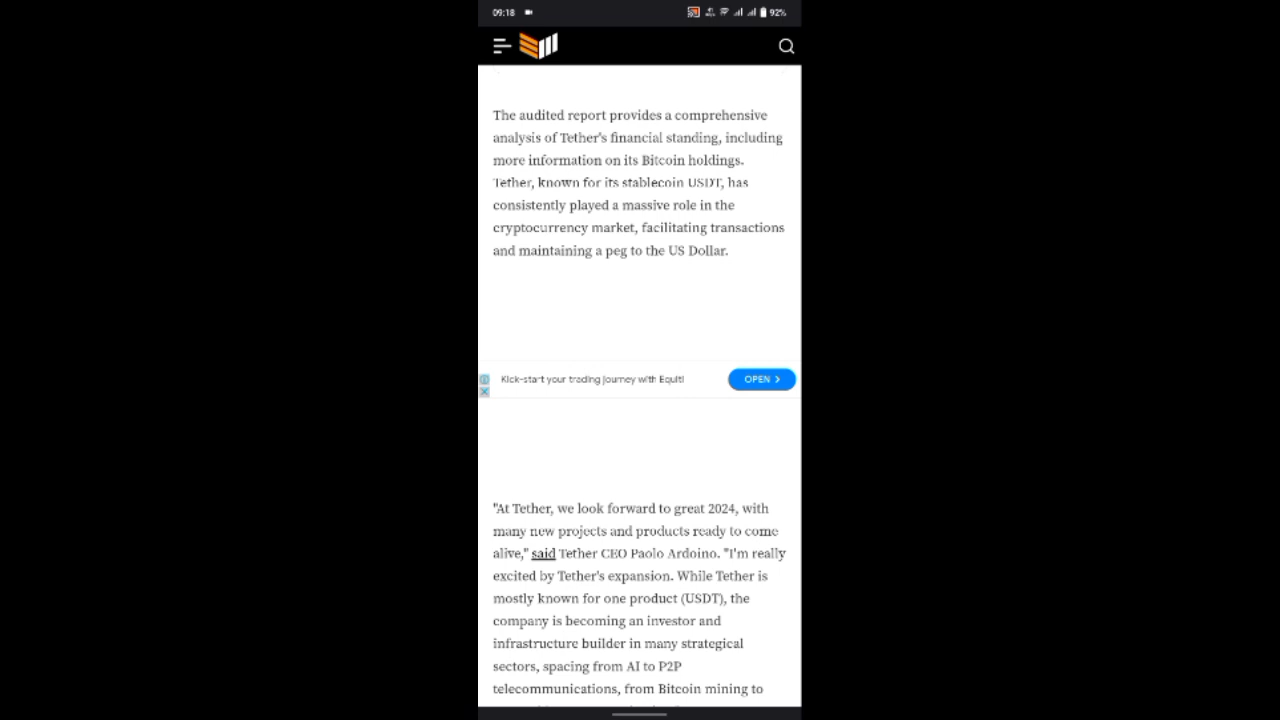 09:18
92%
The audited report provides a comprehensive
analysis of Tether's financial standing, including
more information on its Bitcoin holdings.
Tether, known for its stablecoin USDT, has
consistently played a massive role in the
cryptocurrency market, facilitating transactions
and maintaining a peg to the US Dollar.
Kick-start your trading journey with Equiti
OPEN
"At Tether, we look forward to great 2024, with
many new projects and products ready to come
alive," said Tether CEO Paolo Ardoino. "I'm really
excited by Tether's expansion. While Tether is
mostly known for one product (USDT), the
company is becoming an investor and
infrastructure builder in many strategical
sectors, spacing from AI to P2P
telecommunications, from Bitcoin mining to